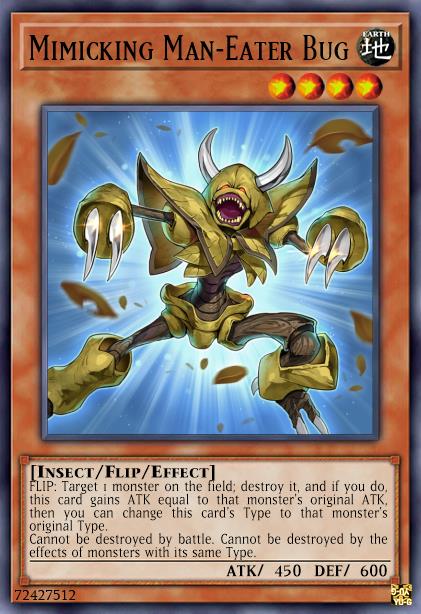 MIMICKING MAN-EATER BUG
EARTH
地
[INSECT/FLIP/EFFECT]
FLIP: Target 1 monster on the field; destroy it, and if you do,
this card gains ATK equal to that monster's original ATK,
then you can change this card's Type to that monster's
original Type.
Cannot be destroyed by battle. Cannot be destroyed by the
effects of monsters with its same Type.
ATK/ 450 DEF/ 600
72427512